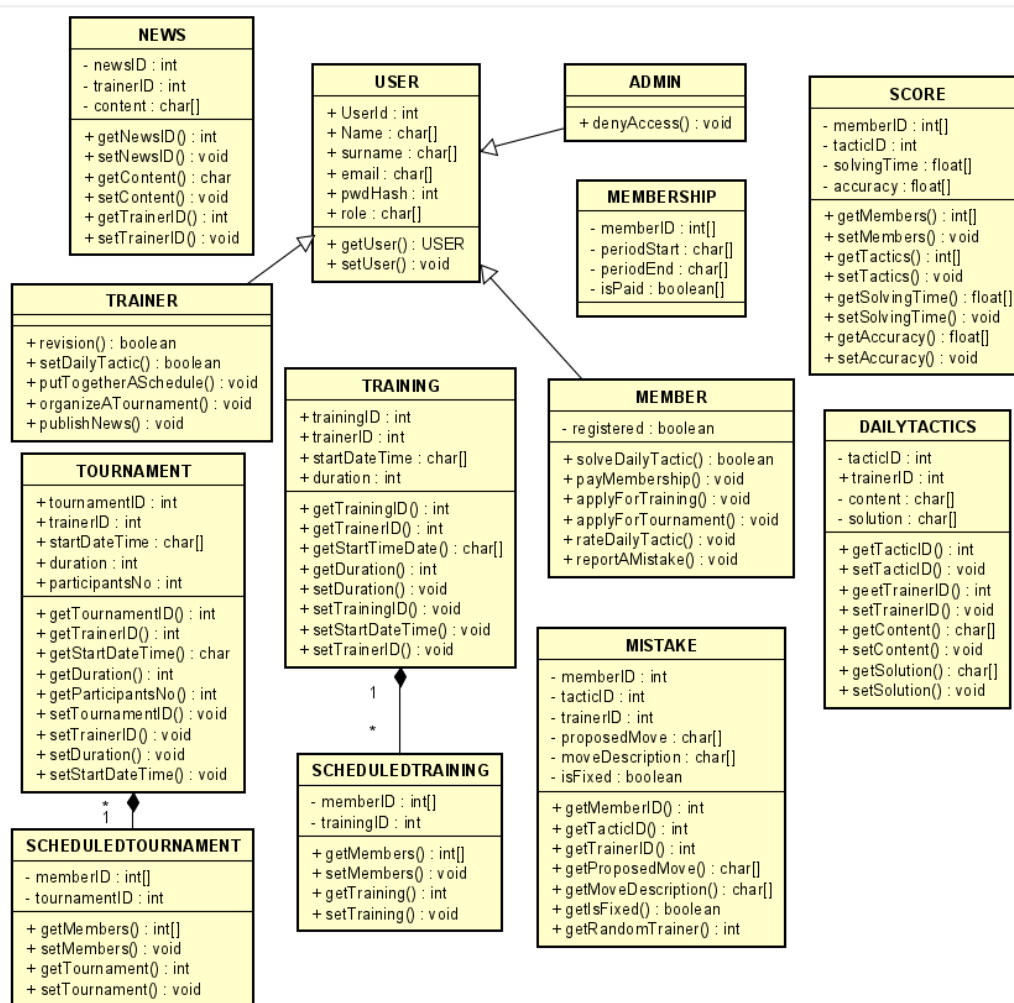 NEWS
- newsID : int
- trainerID : int
- content : char[]
+ getNewsID() : int
+ setNewsID() : void
+ getContent() : char
+ setContent() : void
+ getTrainerID() : int
+ setTrainerID() : void
USER
+ UserId : int
+ Name : char[]
+ surname : char[]
+ email : char[]
+ pwdHash : int
+ role : char[]
+ getUser() : USER
+ setUser() : void
ADMIN
+ denyAccess() : void
SCORE
- memberID : int[]
- tacticID : int
- solvingTime : float[]
- accuracy : float[]
+ getMembers() : int[]
+ setMembers() : void
+ getTactics() : int[]
+ setTactics() : void
+ getSolvingTime() : float[]
+ setSolvingTime() : void
+ getAccuracy() : float[]
+ setAccuracy() : void
MEMBERSHIP
- memberID : int[]
- periodStart : char[]
- periodEnd : char[]
- isPaid : boolean[]
TRAINER
+ revision() : boolean
+ setDailyTactic() : boolean
+ putTogetherASchedule() : void
+ organizeATournament() : void
+ publishNews() : void
TRAINING
+ trainingID : int
+ trainerID : int
+ startDateTime : char[]
+ duration : int
+ getTrainingID() : int
+ getTrainerID() : int
+ getStartTimeDate() : char[]
+ getDuration() : int
+ setDuration() : void
+ setTrainingID() : void
+ setStartDateTime() : void
+ setTrainerID() : void
MEMBER
- registered : boolean
+ solveDailyTactic() : boolean
+ payMembership() : void
+ applyForTraining() : void
+ applyForTournament() : void
+ rateDailyTactic() : void
+ reportAMistake() : void
DAILYTACTICS
- tacticID : int
+ trainerID : int
- content : char[]
- solution : char[]
+ getTacticID() : int
+ setTacticID() : void
+ geetTrainerID() : int
+ setTrainerID() : void
+ getContent() : char[]
+ setContent() : void
+ getSolution() : char[]
+ setSolution() : void
TOURNAMENT
+ tournamentID : int
+ trainerID : int
+ startDateTime : char[]
+ duration : int
+ participantsNo : int
+ getTournamentID() : int
+ getTrainerID() : int
+ getStartDateTime() : char
+ getDuration() : int
+ getParticipantsNo() : int
+ setTournamentID() : void
+ setTrainerID() : void
+ setDuration() : void
+ setStartDateTime() : void
*
1
1
*
SCHEDULEDTOURNAMENT
- memberID : int[]
- tournamentID : int
+ getMembers() : int[]
+ setMembers() : void
+ getTournament() : int
+ setTournament() : void
SCHEDULEDTRAINING
- memberID : int[]
- trainingID : int
+ getMembers() : int[]
+ setMembers() : void
+ getTraining() : int
+ setTraining() : void
MISTAKE
- memberID : int
- tacticID : int
- trainerID : int
- proposedMove : char[]
- moveDescription : char[]
- isFixed : boolean
+ getMemberID() : int
+ getTacticID() : int
+ getTrainerID() : int
+ getProposedMove() : char[]
+ getMoveDescription() : char[]
+ getIsFixed() : boolean
+ getRandomTrainer() : int